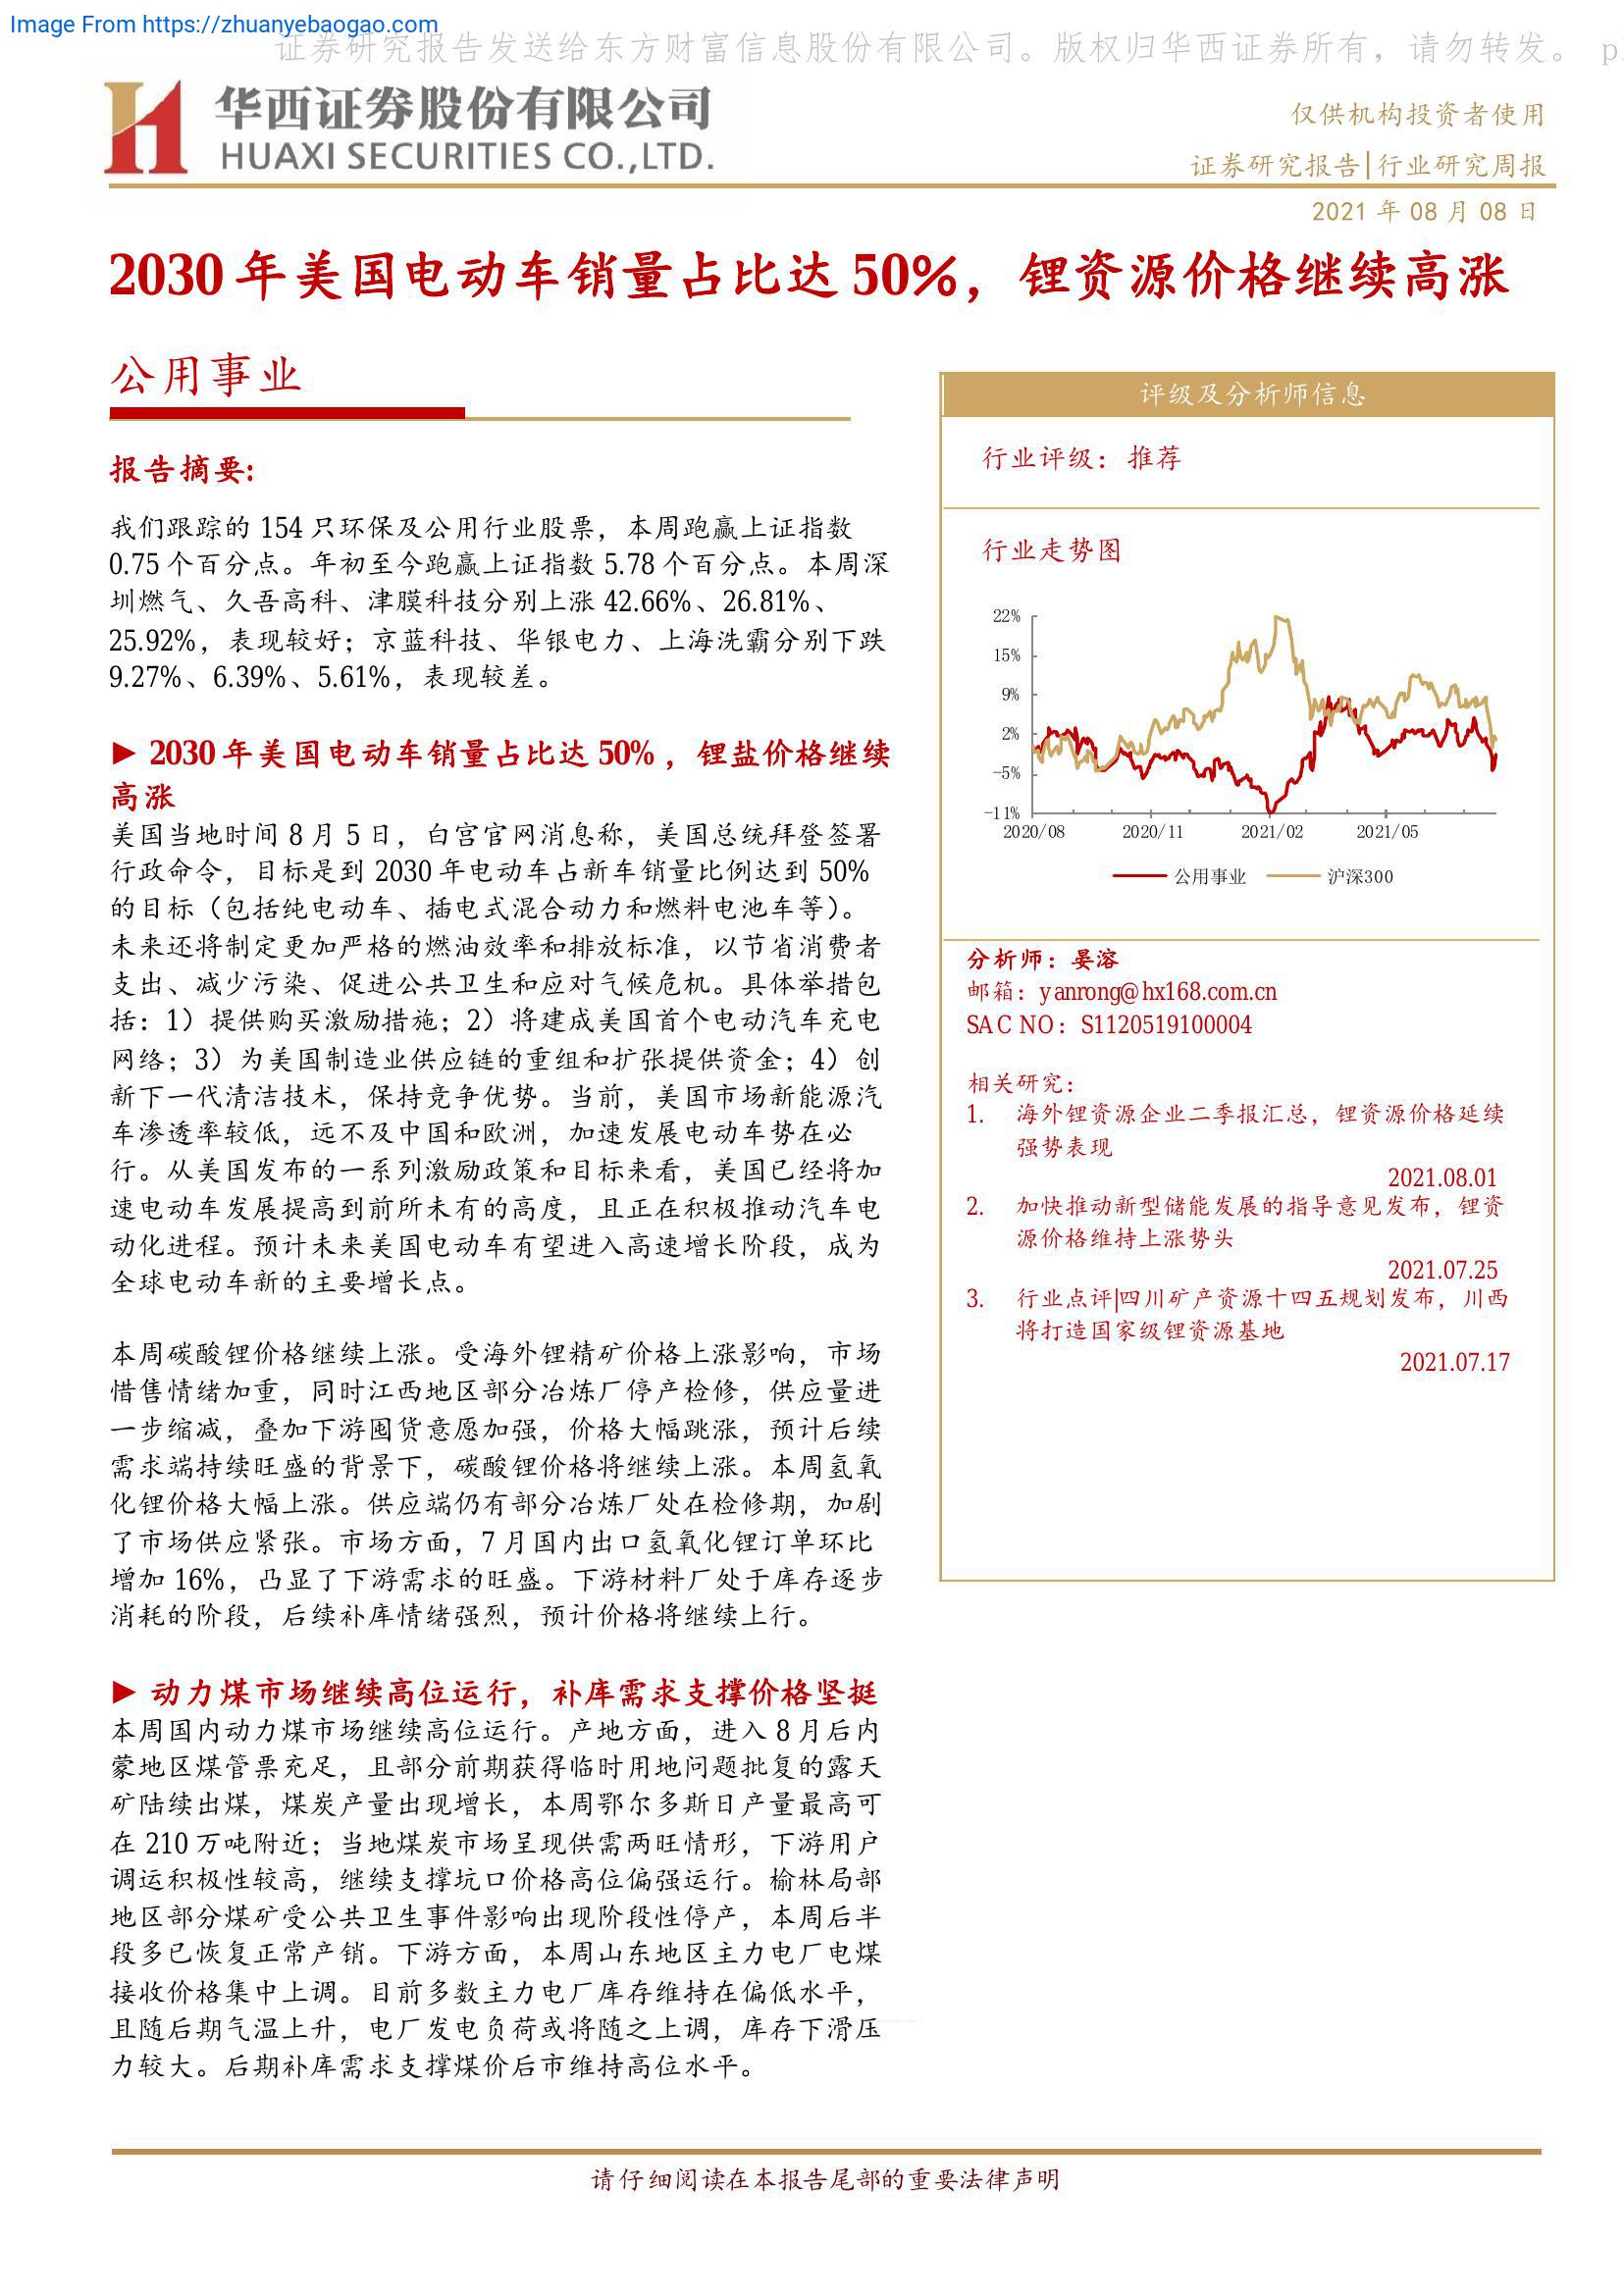 Image From https://zhuanyebaogao.com
证券研究报告发送给东方财富信息股份有限公司。版权归华西证券所有，请勿转发。 p
华西证券股份有限公司
HUAXI SECURITIES CO.,LTD.
仅供机构投资者使用
证券研究报告|行业研究周报
2021 年 08 月 08 日
2030 年美国电动车销量占比达 50%，锂资源价格继续高涨
公用事业
报告摘要:
我们跟踪的 154 只环保及公用行业股票，本周跑赢上证指数
0.75 个百分点。年初至今跑赢上证指数 5.78 个百分点。本周深
圳燃气、久吾高科、津膜科技分别上涨 42.66%、26.81%、
25.92%，表现较好；京蓝科技、华银电力、上海洗霸分别下跌
9.27%、6.39%、5.61%，表现较差。
► 2030 年美国电动车销量占比达 50%，锂盐价格继续
高涨
美国当地时间 8 月 5 日，白宫官网消息称，美国总统拜登签署
行政命令，目标是到 2030 年电动车占新车销量比例达到 50%
的目标（包括纯电动车、插电式混合动力和燃料电池车等）。
未来还将制定更加严格的燃油效率和排放标准，以节省消费者
支出、减少污染、促进公共卫生和应对气候危机。具体举措包
括：1）提供购买激励措施；2）将建成美国首个电动汽车充电
网络；3）为美国制造业供应链的重组和扩张提供资金；4）创
新下一代清洁技术，保持竞争优势。当前，美国市场新能源汽
车渗透率较低，远不及中国和欧洲，加速发展电动车势在必
行。从美国发布的一系列激励政策和目标来看，美国已经将加
速电动车发展提高到前所未有的高度，且正在积极推动汽车电
动化进程。预计未来美国电动车有望进入高速增长阶段，成为
全球电动车新的主要增长点。
本周碳酸锂价格继续上涨。受海外锂精矿价格上涨影响，市场
惜售情绪加重，同时江西地区部分冶炼厂停产检修，供应量进
一步缩减，叠加下游囤货意愿加强，价格大幅跳涨，预计后续
需求端持续旺盛的背景下，碳酸锂价格将继续上涨。本周氢氧
化锂价格大幅上涨。供应端仍有部分冶炼厂处在检修期，加剧
了市场供应紧张。市场方面，7 月国内出口氢氧化锂订单环比
增加 16%，凸显了下游需求的旺盛。下游材料厂处于库存逐步
消耗的阶段，后续补库情绪强烈，预计价格将继续上行。
► 动力煤市场继续高位运行，补库需求支撑价格坚挺
本周国内动力煤市场继续高位运行。产地方面，进入 8 月后内
蒙地区煤管票充足，且部分前期获得临时用地问题批复的露天
矿陆续出煤，煤炭产量出现增长，本周鄂尔多斯日产量最高可
在 210 万吨附近；当地煤炭市场呈现供需两旺情形，下游用户
调运积极性较高，继续支撑坑口价格高位偏强运行。榆林局部
地区部分煤矿受公共卫生事件影响出现阶段性停产，本周后半
段多已恢复正常产销。下游方面，本周山东地区主力电厂电煤
接收价格集中上调。目前多数主力电厂库存维持在偏低水平，
且随后期气温上升，电厂发电负荷或将随之上调，库存下滑压
力较大。后期补库需求支撑煤价后市维持高位水平。
评级及分析师信息
行业评级：推荐
行业走势图
22%
15%
9%
2%
-5%
-11%
2020/08 2020/11 2021/02 2021/05
公用事业 沪深300
分析师：晏溶
邮箱：yanrong@hx168.com.cn
SAC NO：S1120519100004
相关研究：
1. 海外锂资源企业二季报汇总，锂资源价格延续
强势表现
2021.08.01
2. 加快推动新型储能发展的指导意见发布，锂资
源价格维持上涨势头
2021.07.25
3. 行业点评|四川矿产资源十四五规划发布，川西
将打造国家级锂资源基地
2021.07.17
请仔细阅读在本报告尾部的重要法律声明